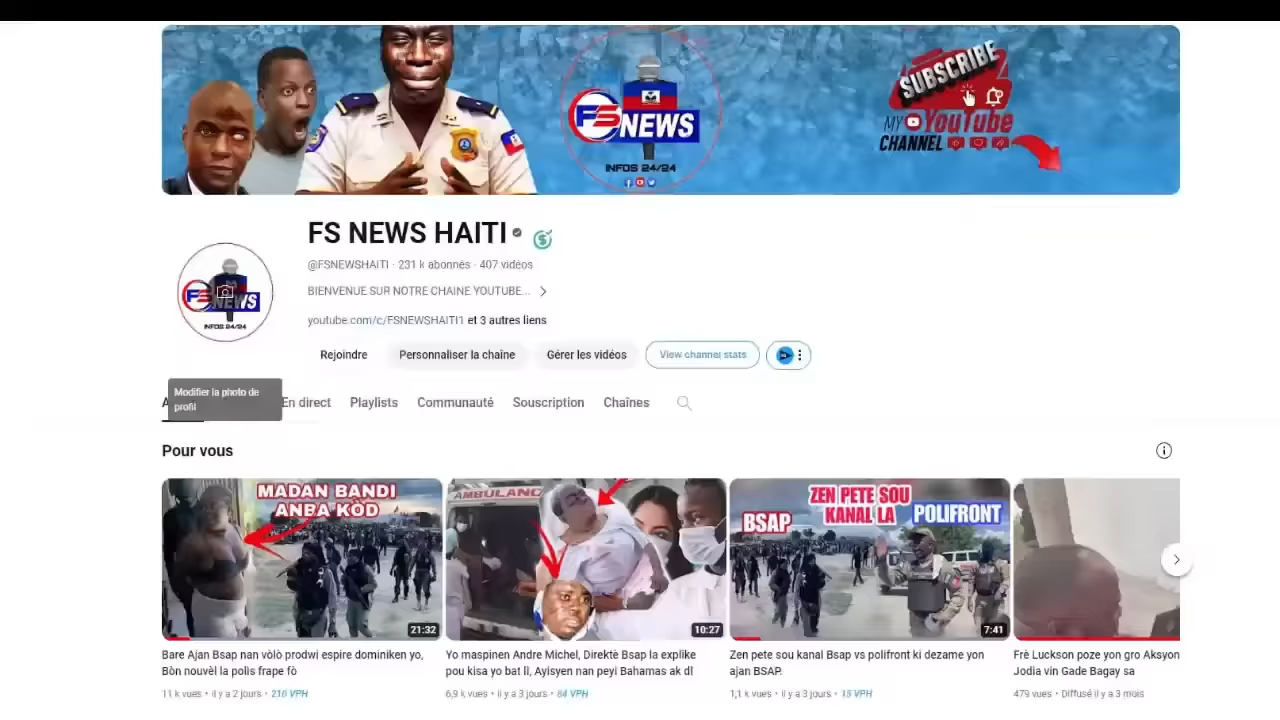 SUBSCRIBE
MY YouTube
CHANNEL
FS NEWS
INFOS 24/24
FS NEWS HAITI
@FSNEWSHAITI · 231 k abonnés · 407 vidéos
BIENVENUE SUR NOTRE CHAINE YOUTUBE...
youtube.com/c/FSNEWSHAITI1 et 3 autres liens
FS NEWS
INFOS 24/24
Rejoindre
Personnaliser la chaîne
Gérer les vidéos
View channel stats
Modifier la photo de
profil
A
En direct
Playlists
Communauté
Souscription
Chaînes
Pour vous
MADAN BANDI
ANBA KÒD
21:32
AMBULANC
10:27
ZEN PETE SOU
KANAL LA
BSAP
POLIFRONT
7:41
Bare Ajan Bsap nan vòlò prodwi espire dominiken yo,
Bòn nouvèl la polis frape fò
11 k vues · il y a 2 jours · 210 VPH
Yo maspinen Andre Michel, Direktè Bsap la explike
pou kisa yo bat li, Ayisyen nan peyi Bahamas ak dl
6,9 k vues · il y a 3 jours · 84 VPH
Zen pete sou kanal Bsap vs polifront ki dezame yon
ajan BSAP.
1,1 k vues · il y a 3 jours · 15 VPH
Frè Luckson poze yon gro Aksyon
Jodia vin Gade Bagay sa
479 vues · Diffusé il y a 3 mois